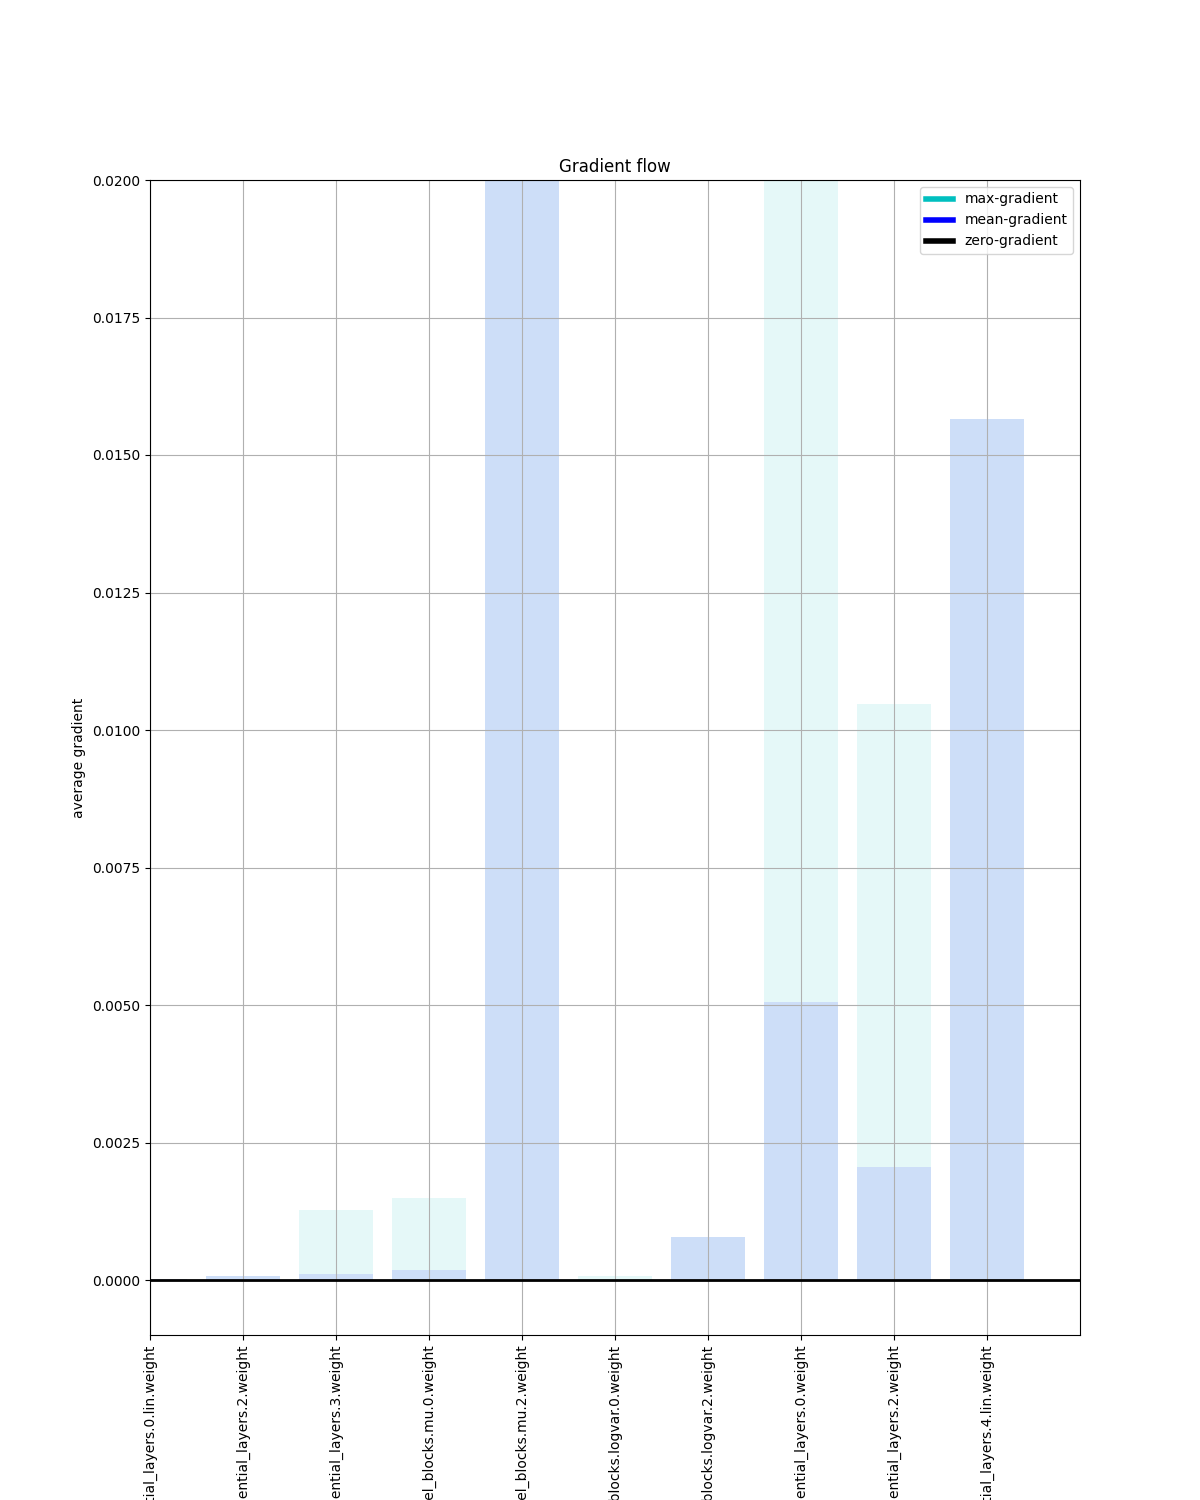 Gradient flow
max-gradient
mean-gradient
zero-gradient
average gradient
0.0200
0.0175
0.0150
0.0125
0.0100
0.0075
0.0050
0.0025
0.0000
tial_layers.0.lin.weight
ential_layers.2.weight
ential_layers.3.weight
el_blocks.mu.0.weight
el_blocks.mu.2.weight
blocks.logvar.0.weight
blocks.logvar.2.weight
ential_layers.0.weight
ential_layers.2.weight
tial_layers.4.lin.weight